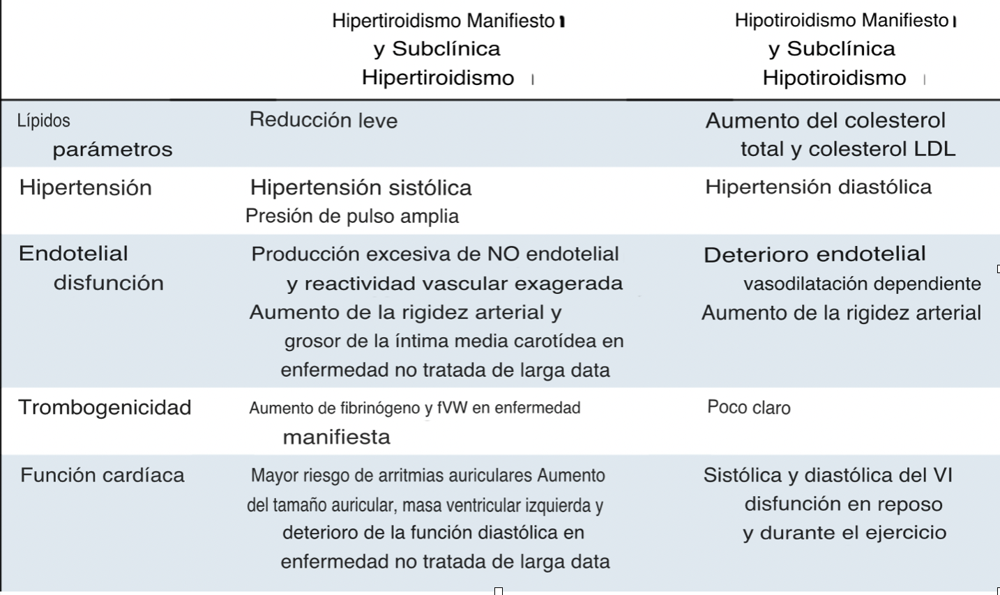 Hipertiroidismo Manifiesto
y Subclínica
Hipertiroidismo
Hipotiroidismo Manifiesto
y Subclínica
Hipotiroidismo
Lípidos
parámetros
Reducción leve
Aumento del colesterol
total y colesterol LDL
Hipertensión
Hipertensión sistólica
Presión de pulso amplia
Hipertensión diastólica
Endotelial
disfunción
Producción excesiva de NO endotelial
y reactividad vascular exagerada
Aumento de la rigidez arterial y
grosor de la íntima media carotídea en
enfermedad no tratada de larga data
Deterioro endotelial
vasodilatación dependiente
Aumento de la rigidez arterial
Trombogenicidad
Aumento de fibrinógeno y fVW en enfermedad
manifiesta
Poco claro
Función cardíaca
Mayor riesgo de arritmias auriculares Aumento
del tamaño auricular, masa ventricular izquierda y
deterioro de la función diastólica en
enfermedad no tratada de larga data
Sistólica y diastólica del VI
disfunción en reposo
y durante el ejercicio